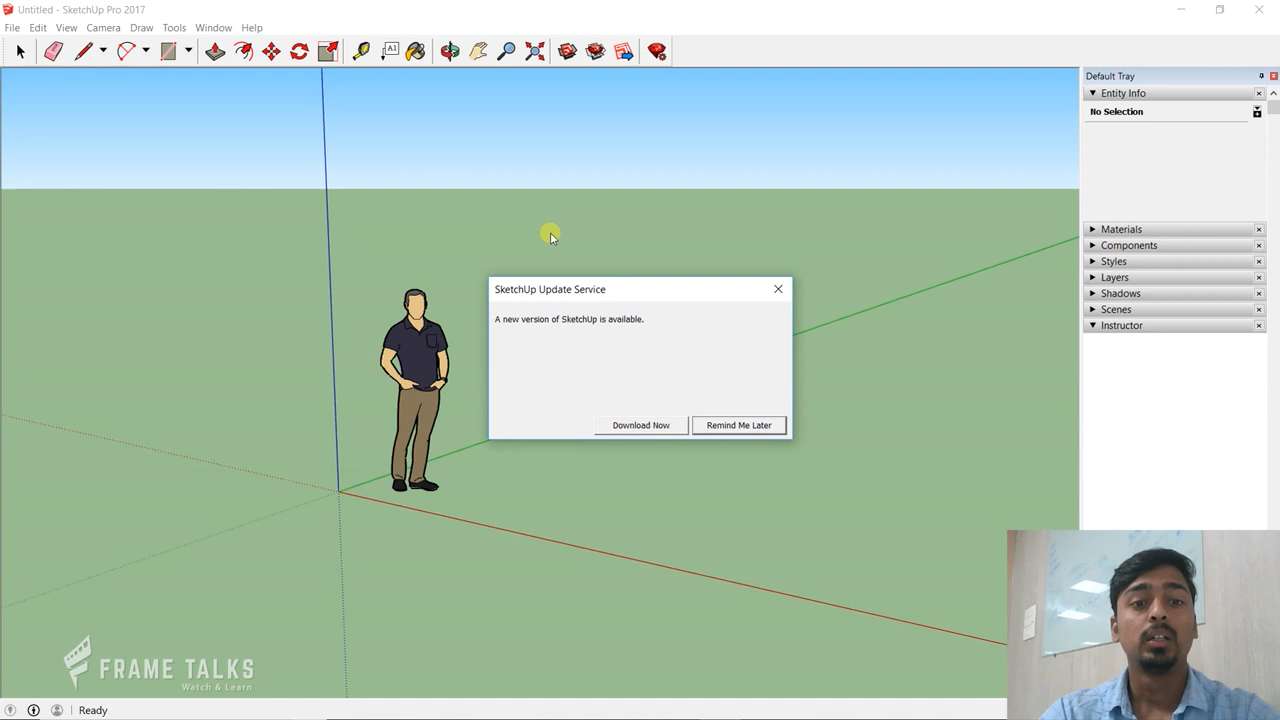 Untitled - SketchUp Pro 2017
File Edit View Camera Draw Tools Window Help
A1
Default Tray
Entity Info
No Selection
Materials
Components
Styles
Layers
Shadows
Scenes
Instructor
SketchUp Update Service
A new version of SketchUp is available.
Download Now Remind Me Later
FRAME TALKS
Watch & Learn
Ready